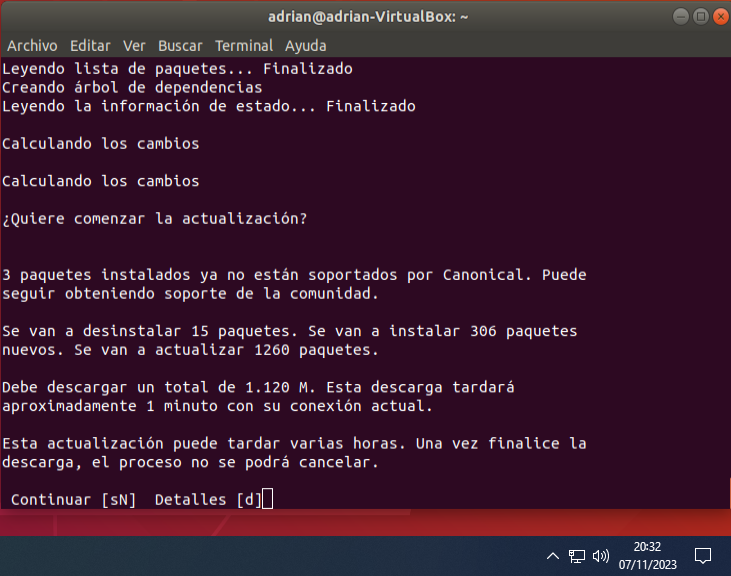 adrian@adrian-VirtualBox: ~
Archivo Editar Ver Buscar Terminal Ayuda
Leyendo lista de paquetes... Finalizado
Creando árbol de dependencias
Leyendo la información de estado... Finalizado
Calculando los cambios
Calculando los cambios
¿Quiere comenzar la actualización?
3 paquetes instalados ya no están soportados por Canonical. Puede
seguir obteniendo soporte de la comunidad.
Se van a desinstalar 15 paquetes. Se van a instalar 306 paquetes
nuevos. Se van a actualizar 1260 paquetes.
Debe descargar un total de 1.120 M. Esta descarga tardará
aproximadamente 1 minuto con su conexión actual.
Esta actualización puede tardar varias horas. Una vez finalice la
descarga, el proceso no se podrá cancelar.
Continuar [sN]  Detalles [d]
20:32
07/11/2023